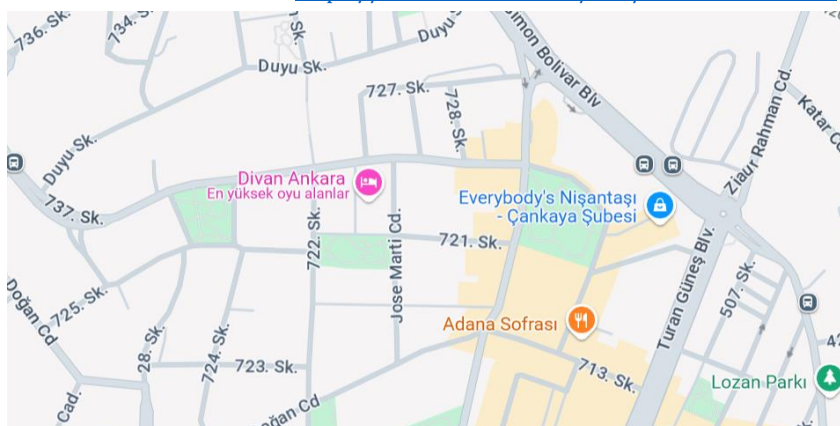 736. Sk.
734. Sk.
Sk.
Duyu
Simon Bolivar Blv
Duyu Sk.
727. Sk.
728. Sk.
Katar
Ziaur Rahman Cd.
Duyu Sk.
Divan Ankara
En yüksek oyu alanlar
Everybody's Nişantaşı
- Çankaya Şubesi
737. Sk.
722. Sk.
Jose Marti Cd.
721. Sk.
Turan Güneş Blv.
507. Sk.
Doğan Cd
725. Sk.
Adana Sofrası
28. Sk.
724. Sk.
723. Sk.
713. Sk.
Lozan Parkı
Cad.
ğan Cd
Sk.